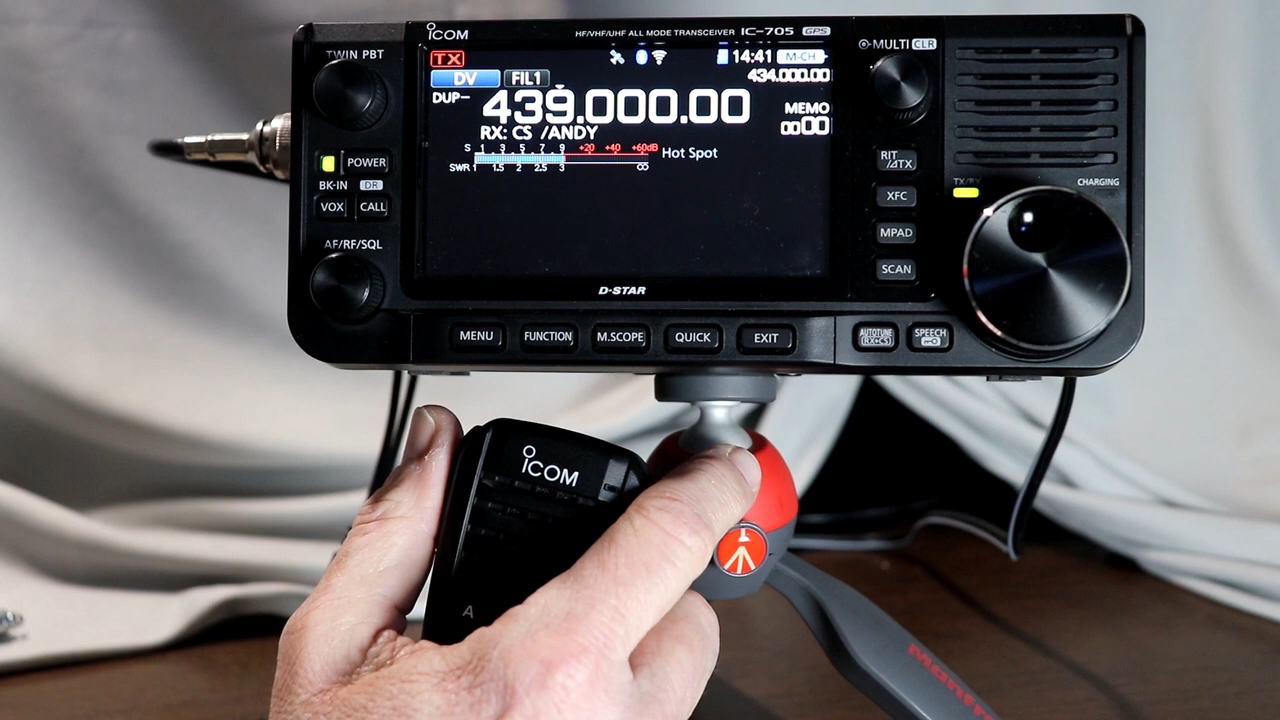 ICOM
HF/VHF/UHF ALL MODE TRANSCEIVER IC-705 GPS
TWIN PBT
MULTI CLR
TX
14:41 M-CH
DV FIL1
434.000.00
DUP-
439.000.00
MEMO
0000
RX: CS /ANDY
S 1 3 5 7 9 +20 +40 +60dB
Hot Spot
SWR 1 1.5 2 2.5 3 ∞
POWER
BK-IN DR
VOX CALL
AF/RF/SQL
RIT
/∂TX
XFC
MPAD
SCAN
TX/RX
CHARGING
D-STAR
MENU FUNCTION M.SCOPE QUICK EXIT
AUTOTUNE
RX→CS
SPEECH
ICOM
A